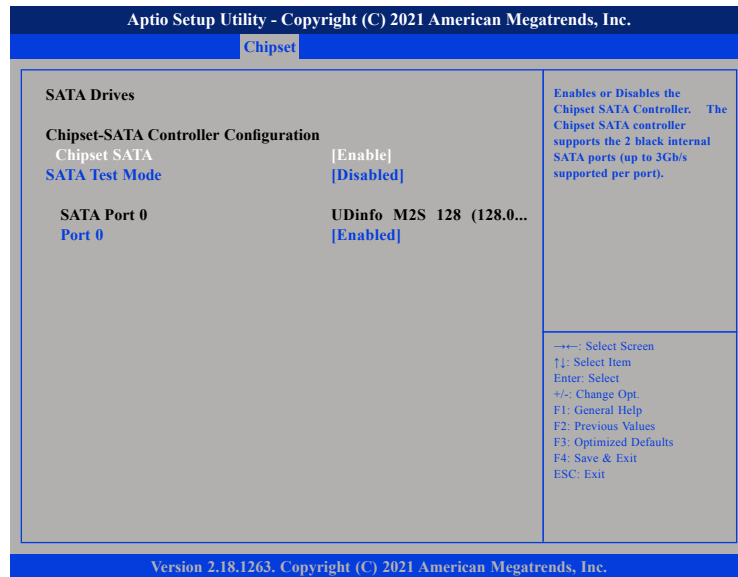 Aptio Setup Utility - Copyright (C) 2021 American Megatrends, Inc.
Chipset
SATA Drives
Chipset-SATA Controller Configuration
Chipset SATA [Enable]
SATA Test Mode [Disabled]
SATA Port 0 UDinfo M2S 128 (128.0...
Port 0 [Enabled]
Enables or Disables the
Chipset SATA Controller. The
Chipset SATA controller
supports the 2 black internal
SATA ports (up to 3Gb/s
supported per port).
→←: Select Screen
↑↓: Select Item
Enter: Select
+/-: Change Opt.
F1: General Help
F2: Previous Values
F3: Optimized Defaults
F4: Save & Exit
ESC: Exit
Version 2.18.1263. Copyright (C) 2021 American Megatrends, Inc.